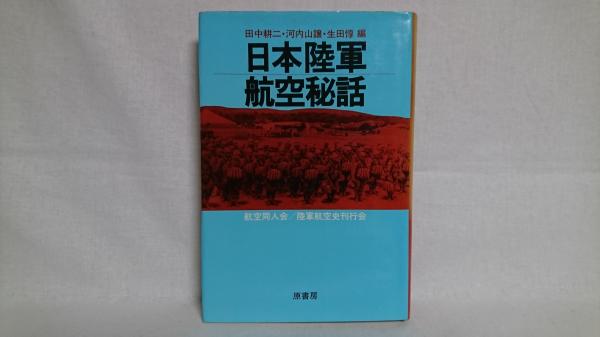 田中耕二・河内山譲・生田惇 編
日本陸軍
航空秘話
航空同人会/陸軍航空史刊行会
原書房